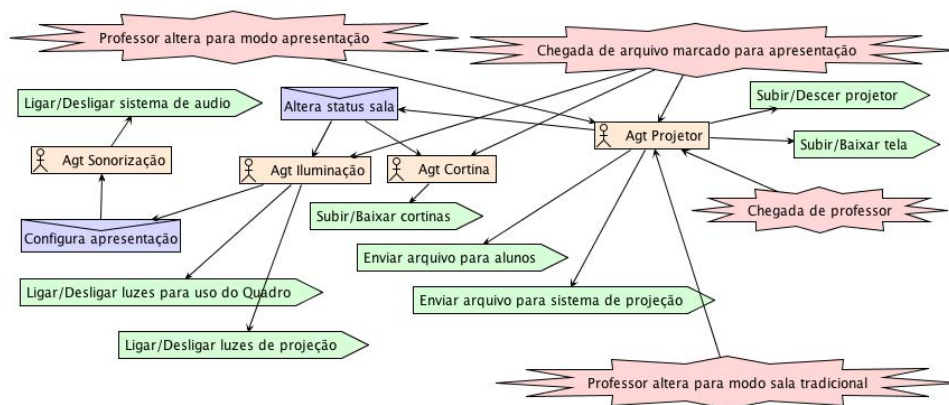 Professor altera para modo apresentação
Chegada de arquivo marcado para apresentação
Ligar/Desligar sistema de audio
Altera status sala
Subir/Descer projetor
Agt Projetor
Subir/Baixar tela
Agt Sonorização
Agt Iluminação
Agt Cortina
Subir/Baixar cortinas
Chegada de professor
Configura apresentação
Enviar arquivo para alunos
Ligar/Desligar luzes para uso do Quadro
Enviar arquivo para sistema de projeção
Ligar/Desligar luzes de projeção
Professor altera para modo sala tradicional